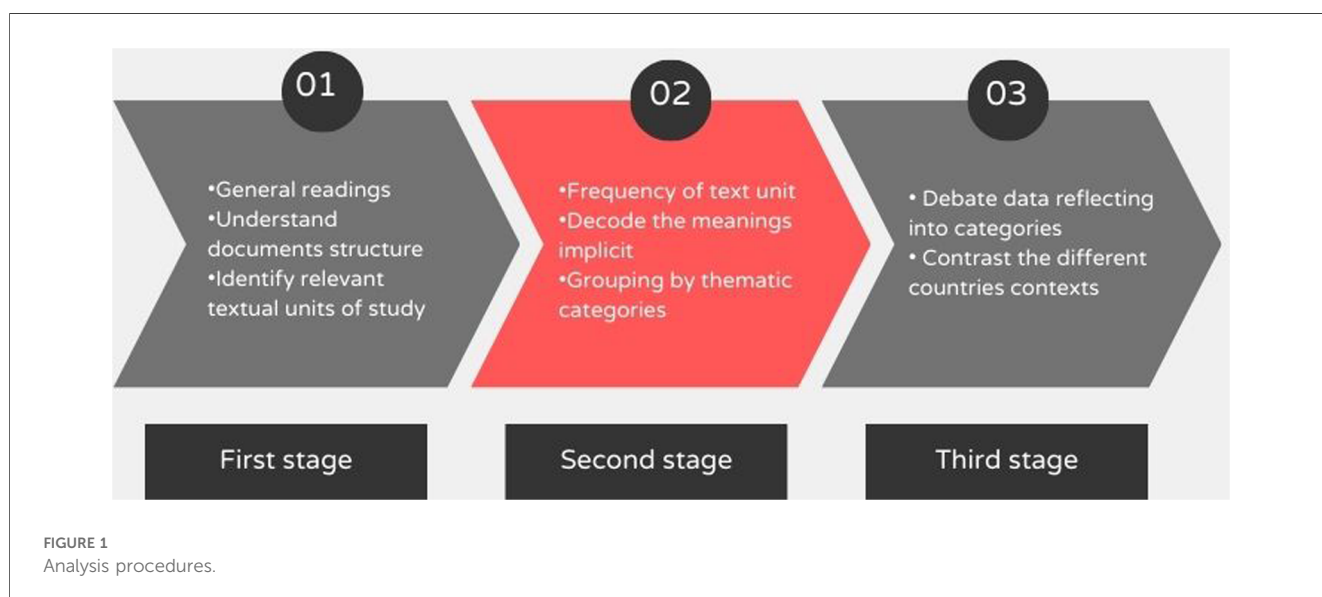 01
•General readings
•Understand
documents structure
•Identify relevant
textual units of study
First stage
02
•Frequency of text unit
•Decode the meanings
implicit
•Grouping by thematic
categories
Second stage
03
• Debate data reflecting
into categories
• Contrast the different
countries contexts
Third stage
FIGURE 1
Analysis procedures.